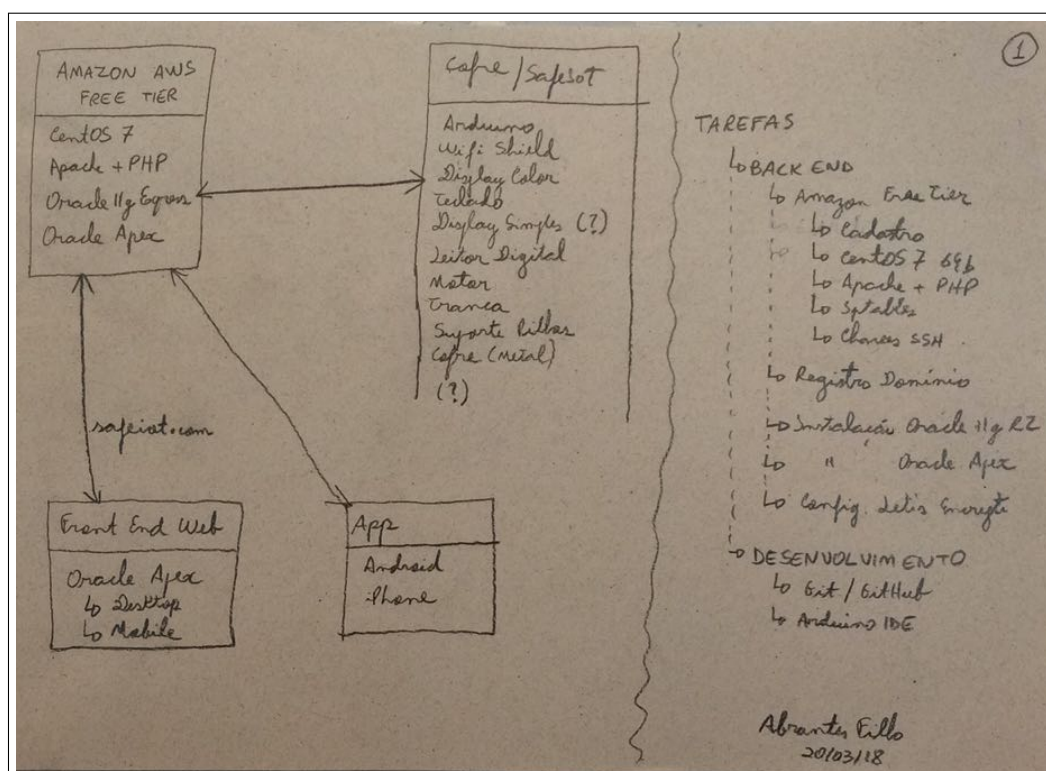 1
AMAZON AWS
FREE TIER
CentOS 7
Apache + PHP
Oracle 11g Express
Oracle Apex
Cofre / SafeIoT
Arduino
Wifi Shield
Display Color
Teclado
Display Simples (?)
Leitor Digital
Motor
Tranca
Suporte Pilhas
Cofre (Metal)
(?)
safeiot.com
Front End Web
Oracle Apex
↳ Desktop
↳ Mobile
App
Android
iPhone
TAREFAS
↳ BACK END
↳ Amazon Free Tier
↳ Cadastro
↳ CentOS 7 64b
↳ Apache + PHP
↳ Iptables
↳ Chaves SSH
↳ Registro Domínio
↳ Instalação Oracle 11g R2
↳ " Oracle Apex
↳ Config. Let's Encrypt
↳ DESENVOLVIMENTO
↳ Git / GitHub
↳ Arduino IDE
Abrantes Filho
20/03/18